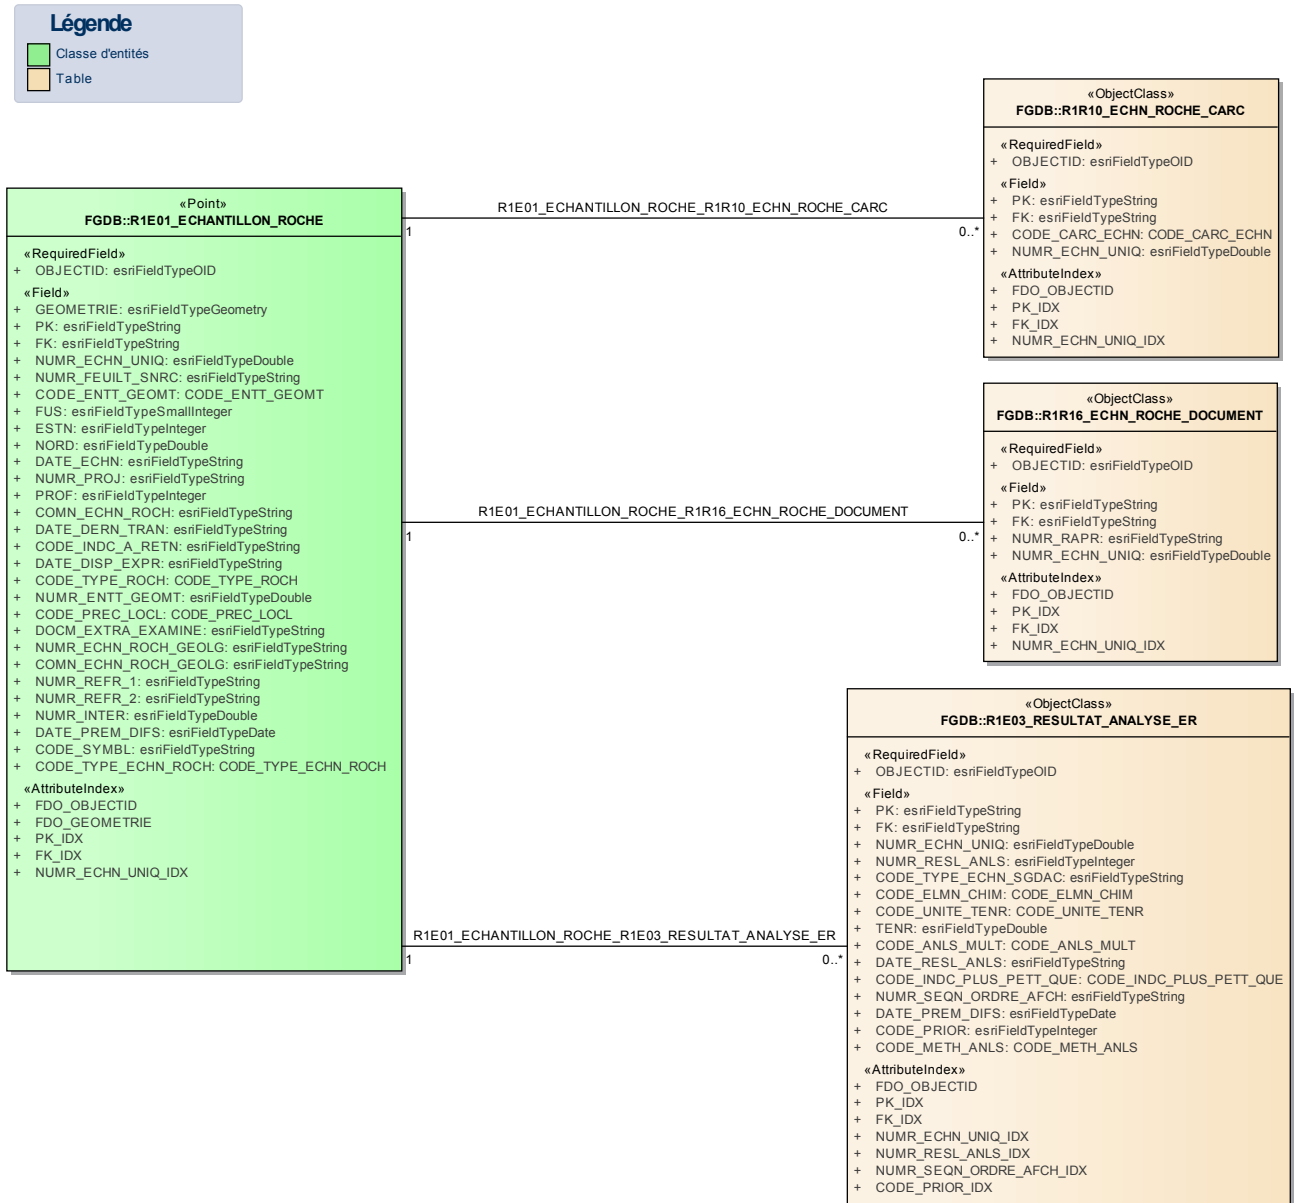 Légende
Classe d'entités
Table
«Point»
FGDB::R1E01_ECHANTILLON_ROCHE
«RequiredField»
+ OBJECTID: esriFieldTypeOID
«Field»
+ GEOMETRIE: esriFieldTypeGeometry
+ PK: esriFieldTypeString
+ FK: esriFieldTypeString
+ NUMR_ECHN_UNIQ: esriFieldTypeDouble
+ NUMR_FEUILT_SNRC: esriFieldTypeString
+ CODE_ENTT_GEOMT: CODE_ENTT_GEOMT
+ FUS: esriFieldTypeSmallInteger
+ ESTN: esriFieldTypeInteger
+ NORD: esriFieldTypeDouble
+ DATE_ECHN: esriFieldTypeString
+ NUMR_PROJ: esriFieldTypeString
+ PROF: esriFieldTypeInteger
+ COMN_ECHN_ROCH: esriFieldTypeString
+ DATE_DERN_TRAN: esriFieldTypeString
+ CODE_INDC_A_RETN: esriFieldTypeString
+ DATE_DISP_EXPR: esriFieldTypeString
+ CODE_TYPE_ROCH: CODE_TYPE_ROCH
+ NUMR_ENTT_GEOMT: esriFieldTypeDouble
+ CODE_PREC_LOCL: CODE_PREC_LOCL
+ DOCM_EXTRA_EXAMINE: esriFieldTypeString
+ NUMR_ECHN_ROCH_GEOLG: esriFieldTypeString
+ COMN_ECHN_ROCH_GEOLG: esriFieldTypeString
+ NUMR_REFR_1: esriFieldTypeString
+ NUMR_REFR_2: esriFieldTypeString
+ NUMR_INTER: esriFieldTypeDouble
+ DATE_PREM_DIFS: esriFieldTypeDate
+ CODE_SYMBL: esriFieldTypeString
+ CODE_TYPE_ECHN_ROCH: CODE_TYPE_ECHN_ROCH
«AttributeIndex»
+ FDO_OBJECTID
+ FDO_GEOMETRIE
+ PK_IDX
+ FK_IDX
+ NUMR_ECHN_UNIQ_IDX
R1E01_ECHANTILLON_ROCHE_R1R10_ECHN_ROCHE_CARC
1
0..*
«ObjectClass»
FGDB::R1R10_ECHN_ROCHE_CARC
«RequiredField»
+ OBJECTID: esriFieldTypeOID
«Field»
+ PK: esriFieldTypeString
+ FK: esriFieldTypeString
+ CODE_CARC_ECHN: CODE_CARC_ECHN
+ NUMR_ECHN_UNIQ: esriFieldTypeDouble
«AttributeIndex»
+ FDO_OBJECTID
+ PK_IDX
+ FK_IDX
+ NUMR_ECHN_UNIQ_IDX
R1E01_ECHANTILLON_ROCHE_R1R16_ECHN_ROCHE_DOCUMENT
1
0..*
«ObjectClass»
FGDB::R1R16_ECHN_ROCHE_DOCUMENT
«RequiredField»
+ OBJECTID: esriFieldTypeOID
«Field»
+ PK: esriFieldTypeString
+ FK: esriFieldTypeString
+ NUMR_RAPR: esriFieldTypeString
+ NUMR_ECHN_UNIQ: esriFieldTypeDouble
«AttributeIndex»
+ FDO_OBJECTID
+ PK_IDX
+ FK_IDX
+ NUMR_ECHN_UNIQ_IDX
R1E01_ECHANTILLON_ROCHE_R1E03_RESULTAT_ANALYSE_ER
1
0..*
«ObjectClass»
FGDB::R1E03_RESULTAT_ANALYSE_ER
«RequiredField»
+ OBJECTID: esriFieldTypeOID
«Field»
+ PK: esriFieldTypeString
+ FK: esriFieldTypeString
+ NUMR_ECHN_UNIQ: esriFieldTypeDouble
+ NUMR_RESL_ANLS: esriFieldTypeInteger
+ CODE_TYPE_ECHN_SGDAC: esriFieldTypeString
+ CODE_ELMN_CHIM: CODE_ELMN_CHIM
+ CODE_UNITE_TENR: CODE_UNITE_TENR
+ TENR: esriFieldTypeDouble
+ CODE_ANLS_MULT: CODE_ANLS_MULT
+ DATE_RESL_ANLS: esriFieldTypeString
+ CODE_INDC_PLUS_PETT_QUE: CODE_INDC_PLUS_PETT_QUE
+ NUMR_SEQN_ORDRE_AFCH: esriFieldTypeString
+ DATE_PREM_DIFS: esriFieldTypeDate
+ CODE_PRIOR: esriFieldTypeInteger
+ CODE_METH_ANLS: CODE_METH_ANLS
«AttributeIndex»
+ FDO_OBJECTID
+ PK_IDX
+ FK_IDX
+ NUMR_ECHN_UNIQ_IDX
+ NUMR_RESL_ANLS_IDX
+ NUMR_SEQN_ORDRE_AFCH_IDX
+ CODE_PRIOR_IDX